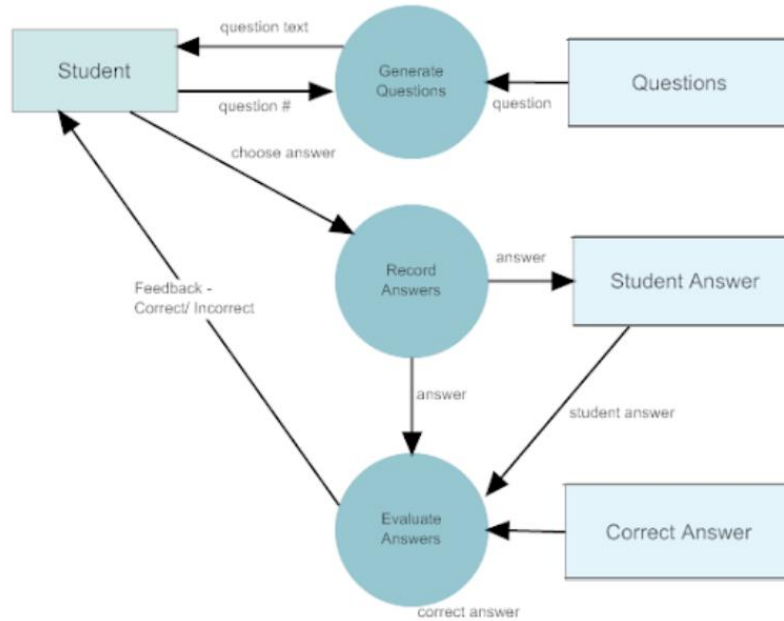 question text
Student
Generate
Questions
Questions
question #
question
choose answer
Record
Answers
answer
Student Answer
Feedback -
Correct/ Incorrect
answer
student answer
Evaluate
Answers
Correct Answer
correct answer